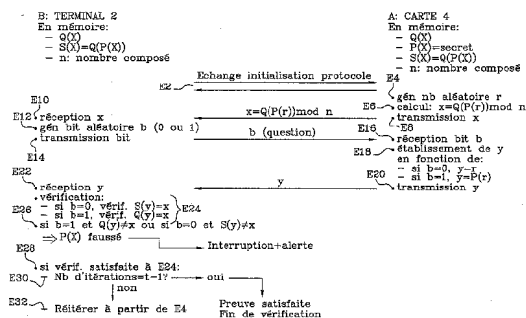 B: TERMINAL 2
En mémoire:
- Q(X)
- S(X)=Q(P(X))
- n: nombre composé
A: CARTE 4
En mémoire:
- Q(X)
- P(X)=secret
- S(X)=Q(P(X))
- n: nombre composé
Echange initialisation protocole
E2
E4
gén nb aléatoire r
E6 calcul: x=Q(P(r))mod n
transmission x
E8
x=Q(P(r))mod n
E10
réception x
E12 gén bit aléatoire b (0 ou 1)
transmission bit
E14
b (question)
E16
réception bit b
E18 établissement de y
en fonction de:
- si b=0, y=r
- si b=1, y=P(r)
E20 transmission y
y
E22
réception y
vérification:
- si b=0, vérif. S(y)=x
- si b=1, vérif. Q(y)=x
E24
E26 si b=1 et Q(y)≠x ou si b=0 et S(y)≠x
⇒ P(X) faussé
Interruption+alerte
E28
si vérif. satisfaite à E24:
E30 - Nb d'itérations=t-1? oui
non
E32 - Réitérer à partir de E4
Preuve satisfaite
Fin de vérification